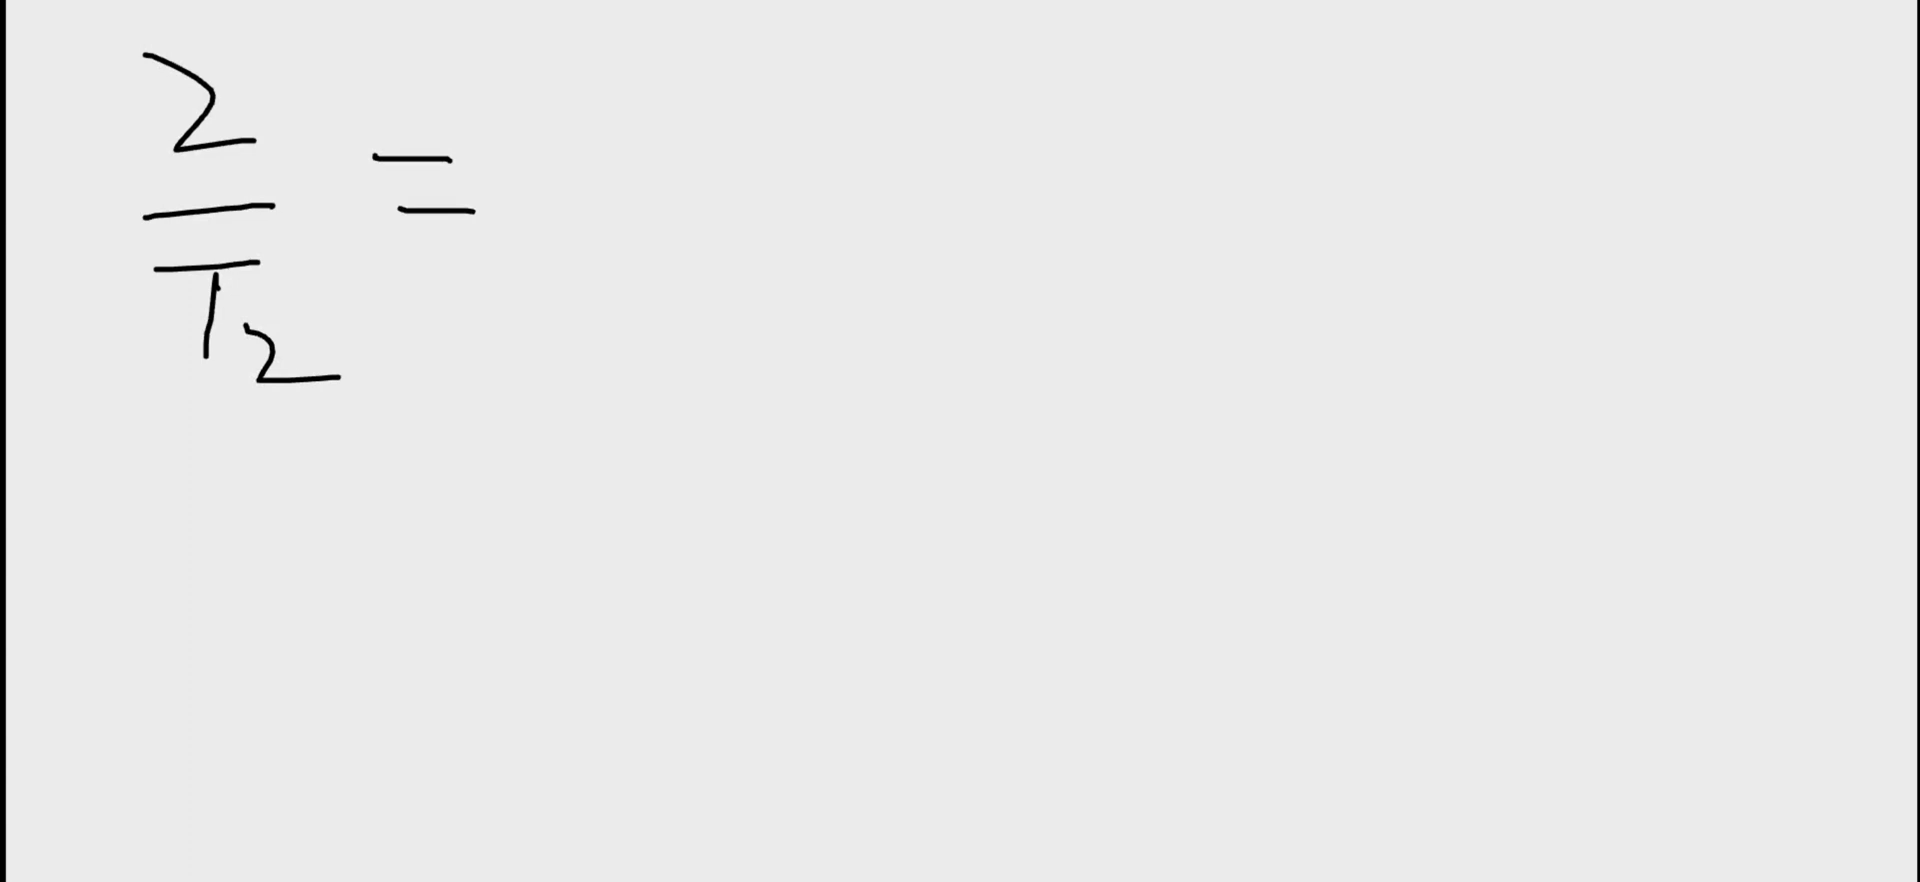 2/T₂ =